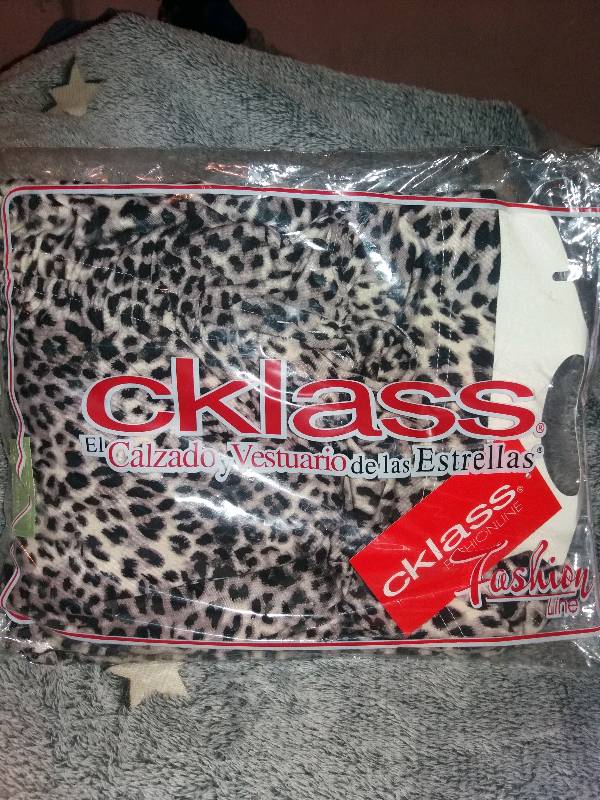 cklass®
El Calzado y Vestuario de las Estrellas®
cklass®
FASHIONLINE
Fashion
Line